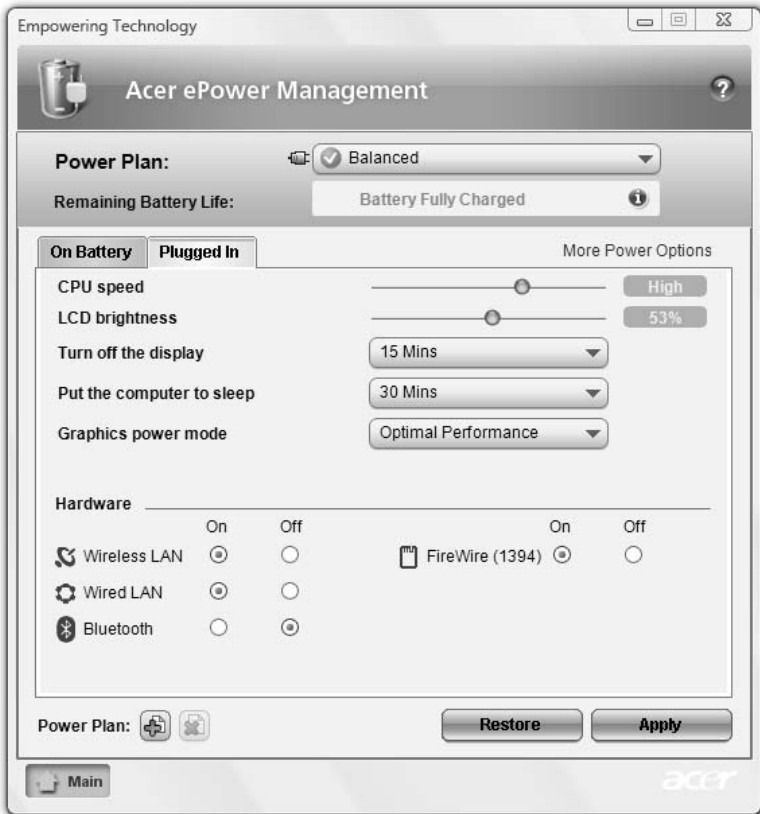 Empowering Technology
Acer ePower Management ?
Power Plan: Balanced
Remaining Battery Life: Battery Fully Charged i
On Battery Plugged In More Power Options
CPU speed High
LCD brightness 53%
Turn off the display 15 Mins
Put the computer to sleep 30 Mins
Graphics power mode Optimal Performance
Hardware
On Off On Off
Wireless LAN FireWire (1394)
Wired LAN
Bluetooth
Power Plan: Restore Apply
Main acer